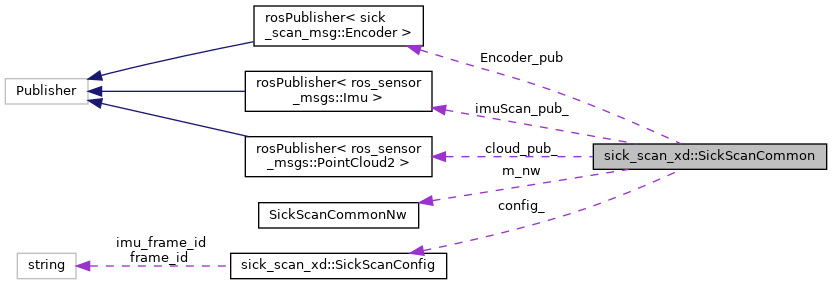 rosPublisher< sick
_scan_msg::Encoder >
Encoder_pub
Publisher
rosPublisher< ros_sensor
_msgs::Imu >
imuScan_pub_
rosPublisher< ros_sensor
_msgs::PointCloud2 >
cloud_pub_
sick_scan_xd::SickScanCommon
m_nw
SickScanCommonNw
config_
imu_frame_id
frame_id
string
sick_scan_xd::SickScanConfig